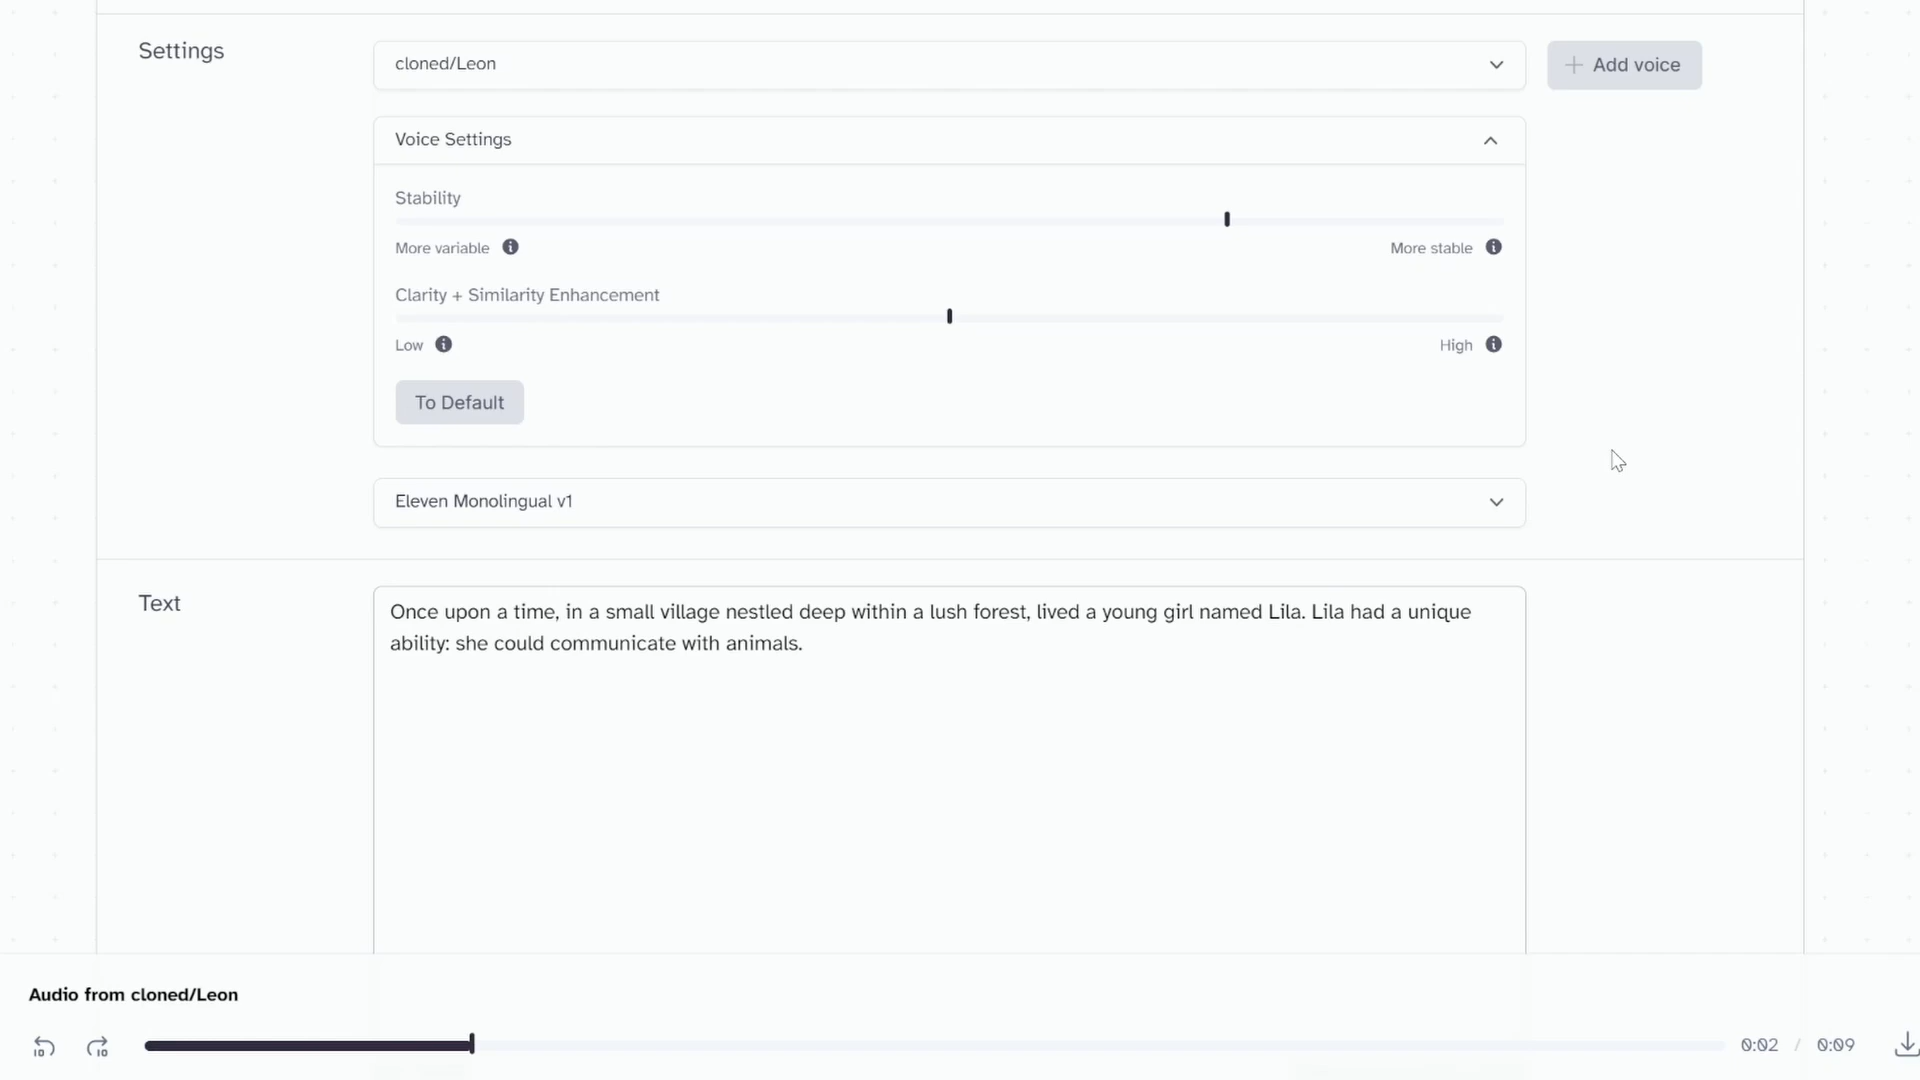 Settings
cloned/Leon
Add voice
Voice Settings
Stability
More variable
More stable
Clarity + Similarity Enhancement
Low
High
To Default
Eleven Monolingual v1
Text
Once upon a time, in a small village nestled deep within a lush forest, lived a young girl named Lila. Lila had a unique
ability: she could communicate with animals.
Audio from cloned/Leon
10
10
0:02 / 0:09